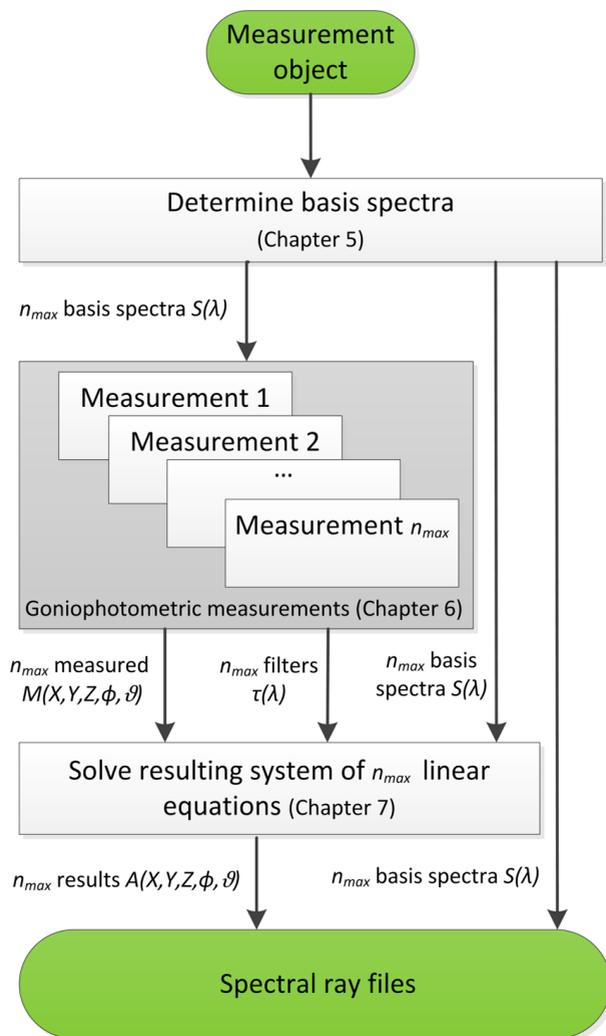 Measurement
object
Determine basis spectra
(Chapter 5)
nmax basis spectra S(λ)
Measurement 1
Measurement 2
...
Measurement nmax
Goniophotometric measurements (Chapter 6)
nmax measured
M(X,Y,Z,ϕ,ϑ)
nmax filters
τ(λ)
nmax basis
spectra S(λ)
Solve resulting system of nmax linear
equations (Chapter 7)
nmax results A(X,Y,Z,ϕ,ϑ)
nmax basis spectra S(λ)
Spectral ray files